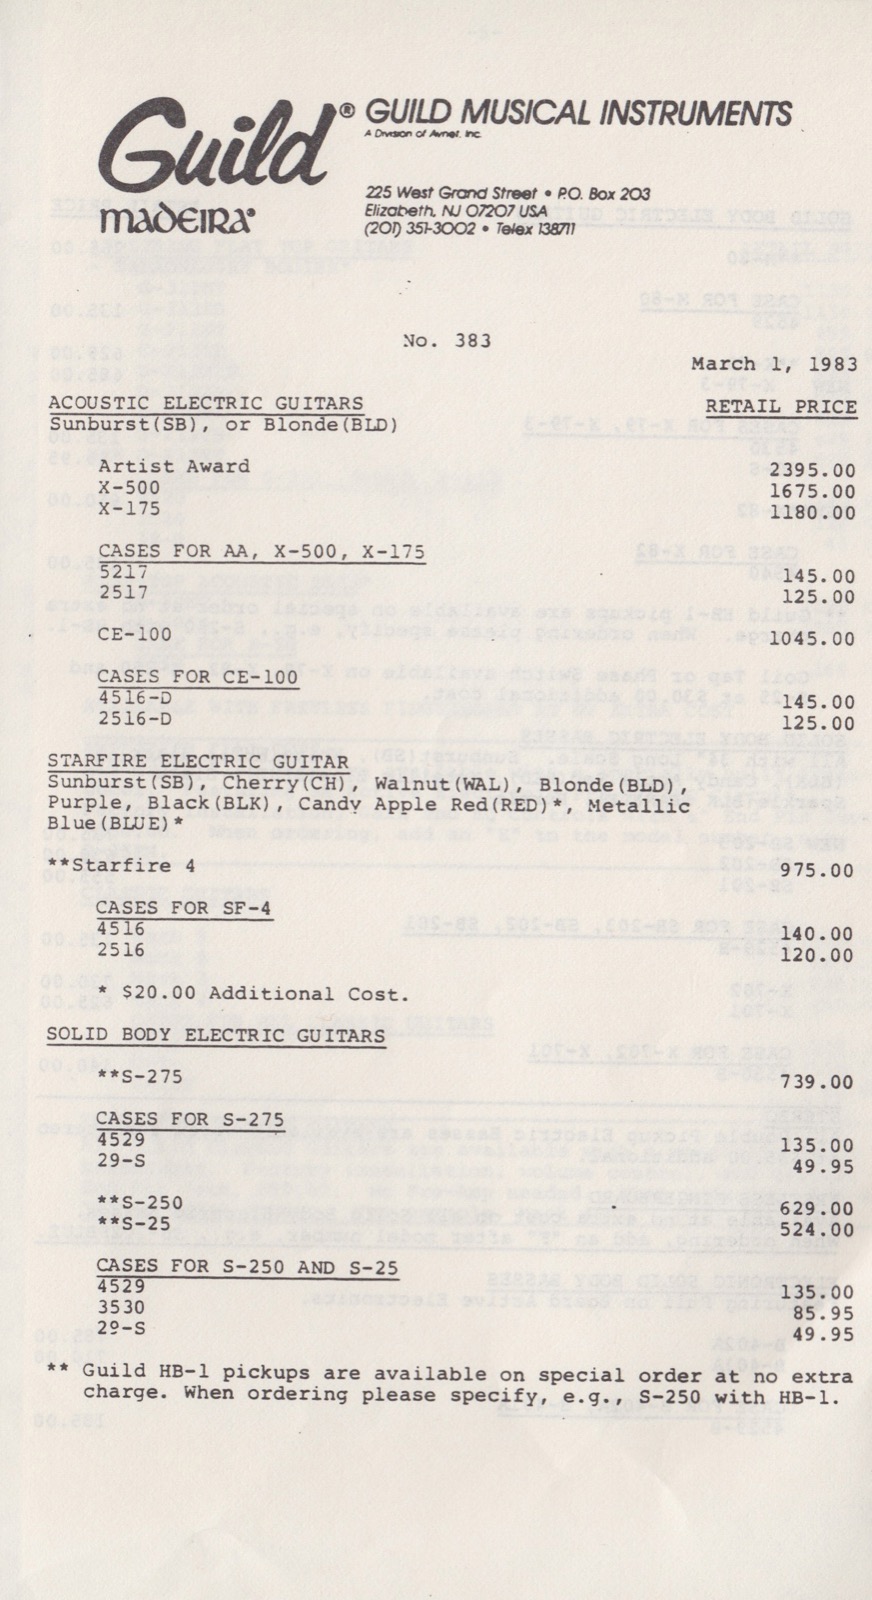 Guild® GUILD MUSICAL INSTRUMENTS
A Division of Avnet, Inc.
MADEIRA®
225 West Grand Street • P.O. Box 203
Elizabeth, NJ 07207 USA
(201) 351-3002 • Telex 138711
No. 383
March 1, 1983
ACOUSTIC ELECTRIC GUITARS RETAIL PRICE
Sunburst(SB), or Blonde(BLD)
Artist Award 2395.00
X-500 1675.00
X-175 1180.00
CASES FOR AA, X-500, X-175
5217 145.00
2517 125.00
CE-100 1045.00
CASES FOR CE-100
4516-D 145.00
2516-D 125.00
STARFIRE ELECTRIC GUITAR
Sunburst(SB), Cherry(CH), Walnut(WAL), Blonde(BLD),
Purple, Black(BLK), Candy Apple Red(RED)*, Metallic
Blue(BLUE)*
**Starfire 4 975.00
CASES FOR SF-4
4516 140.00
2516 120.00
* $20.00 Additional Cost.
SOLID BODY ELECTRIC GUITARS
**S-275 739.00
CASES FOR S-275
4529 135.00
29-S 49.95
**S-250 629.00
**S-25 524.00
CASES FOR S-250 AND S-25
4529 135.00
3530 85.95
29-S 49.95
** Guild HB-1 pickups are available on special order at no extra
charge. When ordering please specify, e.g., S-250 with HB-1.